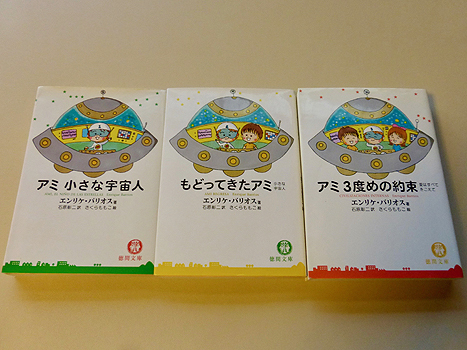 アミ 小さな宇宙人
エンリケ・バリオス 著
石原彰二 訳 さくらももこ 絵
徳間文庫
もどってきたアミ 小さな宇宙人
エンリケ・バリオス 著
石原彰二 訳 さくらももこ 絵
徳間文庫
アミ 3度めの約束 愛はすべてをこえて
エンリケ・バリオス 著
石原彰二 訳 さくらももこ 絵
徳間文庫